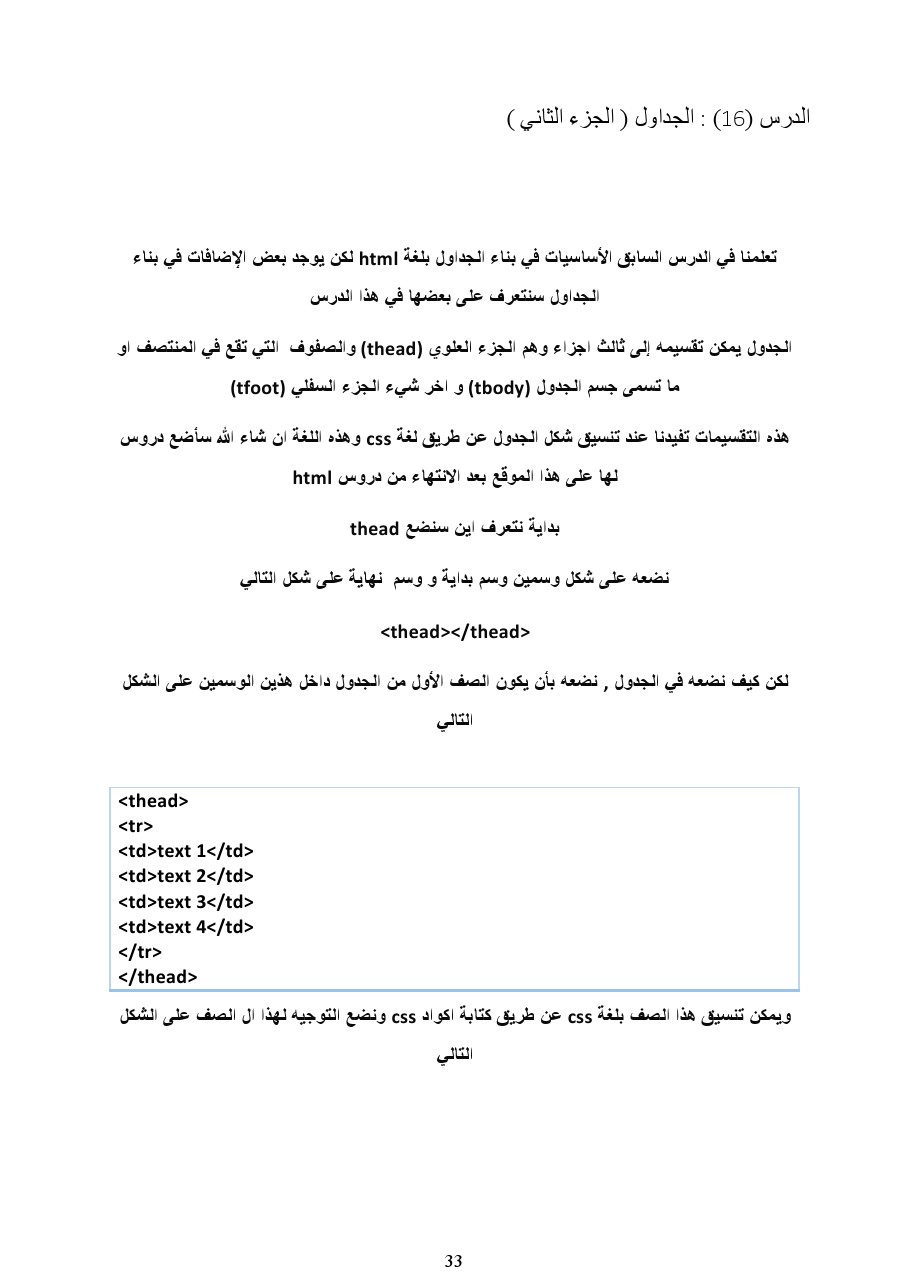 الدرس (16) : الجداول ( الجزء الثاني )
تعلمنا في الدرس السابق الأساسيات في بناء الجداول بلغة html لكن يوجد بعض الإضافات في بناء
الجداول سنتعرف على بعضها في هذا الدرس
الجدول يمكن تقسيمه إلى ثالث اجزاء وهم الجزء العلوي (thead) والصفوف التي تقع في المنتصف او
ما تسمى جسم الجدول (tbody) و اخر شيء الجزء السفلي (tfoot)
هذه التقسيمات تفيدنا عند تنسيق شكل الجدول عن طريق لغة css وهذه اللغة ان شاء الله سأضع دروس
لها على هذا الموقع بعد الانتهاء من دروس html
بداية نتعرف اين سنضع thead
نضعه على شكل وسمين وسم بداية و وسم نهاية على شكل التالي
<thead></thead>
لكن كيف نضعه في الجدول , نضعه بأن يكون الصف الأول من الجدول داخل هذين الوسمين على الشكل
التالي
<thead>
<tr>
<td>text 1</td>
<td>text 2</td>
<td>text 3</td>
<td>text 4</td>
</tr>
</thead>
ويمكن تنسيق هذا الصف بلغة css عن طريق كتابة اكواد css ونضع التوجيه لهذا ال الصف على الشكل
التالي
33